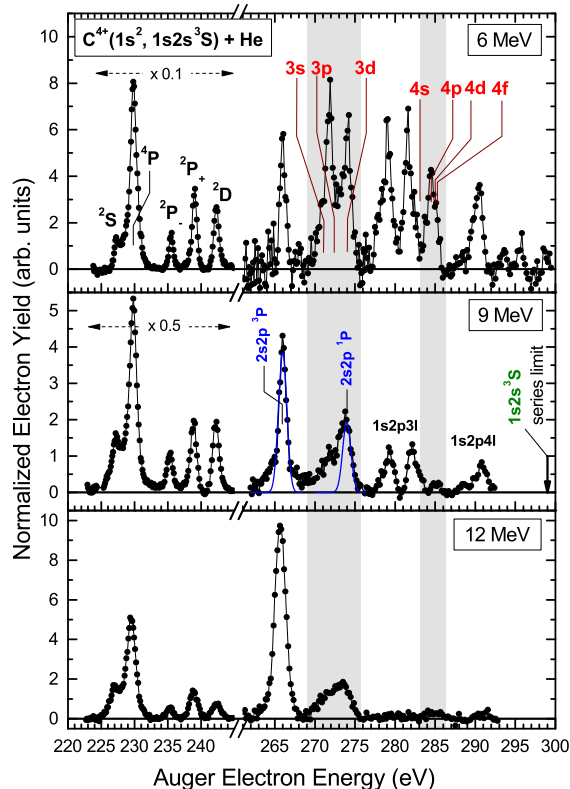 C⁴⁺(1s², 1s2s ³S) + He
6 MeV
x 0.1
3s 3p 3d
4s 4p 4d 4f
²S ⁴P ²P₋ ²P₊ ²D
10
8
6
4
2
0
9 MeV
x 0.5
2s2p ³P
2s2p ¹P
1s2p3l
1s2p4l
1s2s ³S
series limit
5
4
3
2
1
0
12 MeV
10
8
6
4
2
0
Normalized Electron Yield (arb. units)
220 230 240 265 270 275 280 285 290 295 300
Auger Electron Energy (eV)